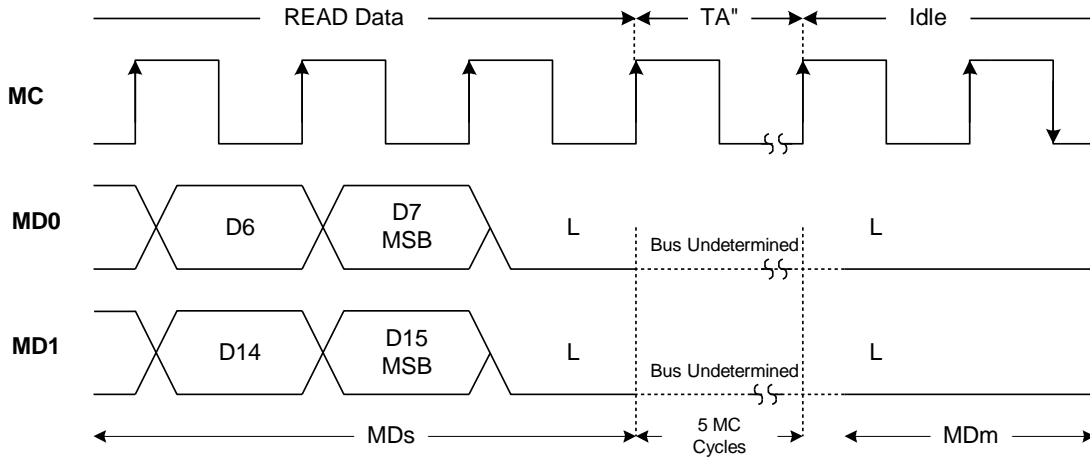 READ Data TA" Idle
MC
MD0 D6 D7 MSB L Bus Undetermined L
MD1 D14 D15 MSB L Bus Undetermined L
MDs 5 MC Cycles MDm